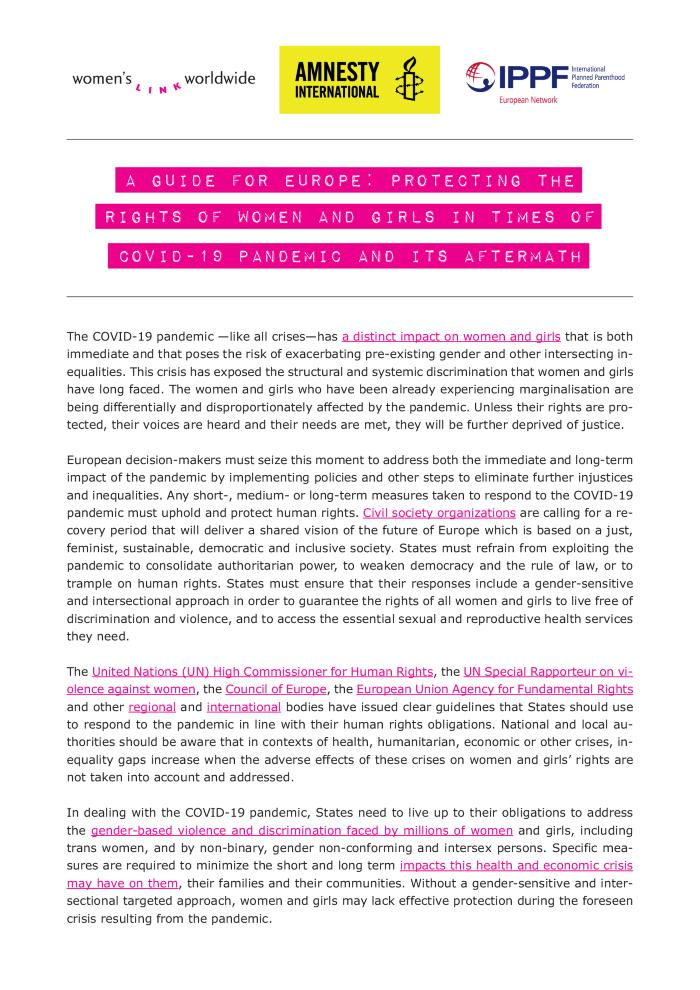 women's LINK worldwide
AMNESTY
INTERNATIONAL
IPPF
International
Planned Parenthood
Federation
European Network
A GUIDE FOR EUROPE: PROTECTING THE
RIGHTS OF WOMEN AND GIRLS IN TIMES OF
COVID-19 PANDEMIC AND ITS AFTERMATH
The COVID-19 pandemic —like all crises—has a distinct impact on women and girls that is both
immediate and that poses the risk of exacerbating pre-existing gender and other intersecting in-
equalities. This crisis has exposed the structural and systemic discrimination that women and girls
have long faced. The women and girls who have been already experiencing marginalisation are
being differentially and disproportionately affected by the pandemic. Unless their rights are pro-
tected, their voices are heard and their needs are met, they will be further deprived of justice.
European decision-makers must seize this moment to address both the immediate and long-term
impact of the pandemic by implementing policies and other steps to eliminate further injustices
and inequalities. Any short-, medium- or long-term measures taken to respond to the COVID-19
pandemic must uphold and protect human rights. Civil society organizations are calling for a re-
covery period that will deliver a shared vision of the future of Europe which is based on a just,
feminist, sustainable, democratic and inclusive society. States must refrain from exploiting the
pandemic to consolidate authoritarian power, to weaken democracy and the rule of law, or to
trample on human rights. States must ensure that their responses include a gender-sensitive
and intersectional approach in order to guarantee the rights of all women and girls to live free of
discrimination and violence, and to access the essential sexual and reproductive health services
they need.
The United Nations (UN) High Commissioner for Human Rights, the UN Special Rapporteur on vi-
olence against women, the Council of Europe, the European Union Agency for Fundamental Rights
and other regional and international bodies have issued clear guidelines that States should use
to respond to the pandemic in line with their human rights obligations. National and local au-
thorities should be aware that in contexts of health, humanitarian, economic or other crises, in-
equality gaps increase when the adverse effects of these crises on women and girls’ rights are
not taken into account and addressed.
In dealing with the COVID-19 pandemic, States need to live up to their obligations to address
the gender-based violence and discrimination faced by millions of women and girls, including
trans women, and by non-binary, gender non-conforming and intersex persons. Specific mea-
sures are required to minimize the short and long term impacts this health and economic crisis
may have on them, their families and their communities. Without a gender-sensitive and inter-
sectional targeted approach, women and girls may lack effective protection during the foreseen
crisis resulting from the pandemic.